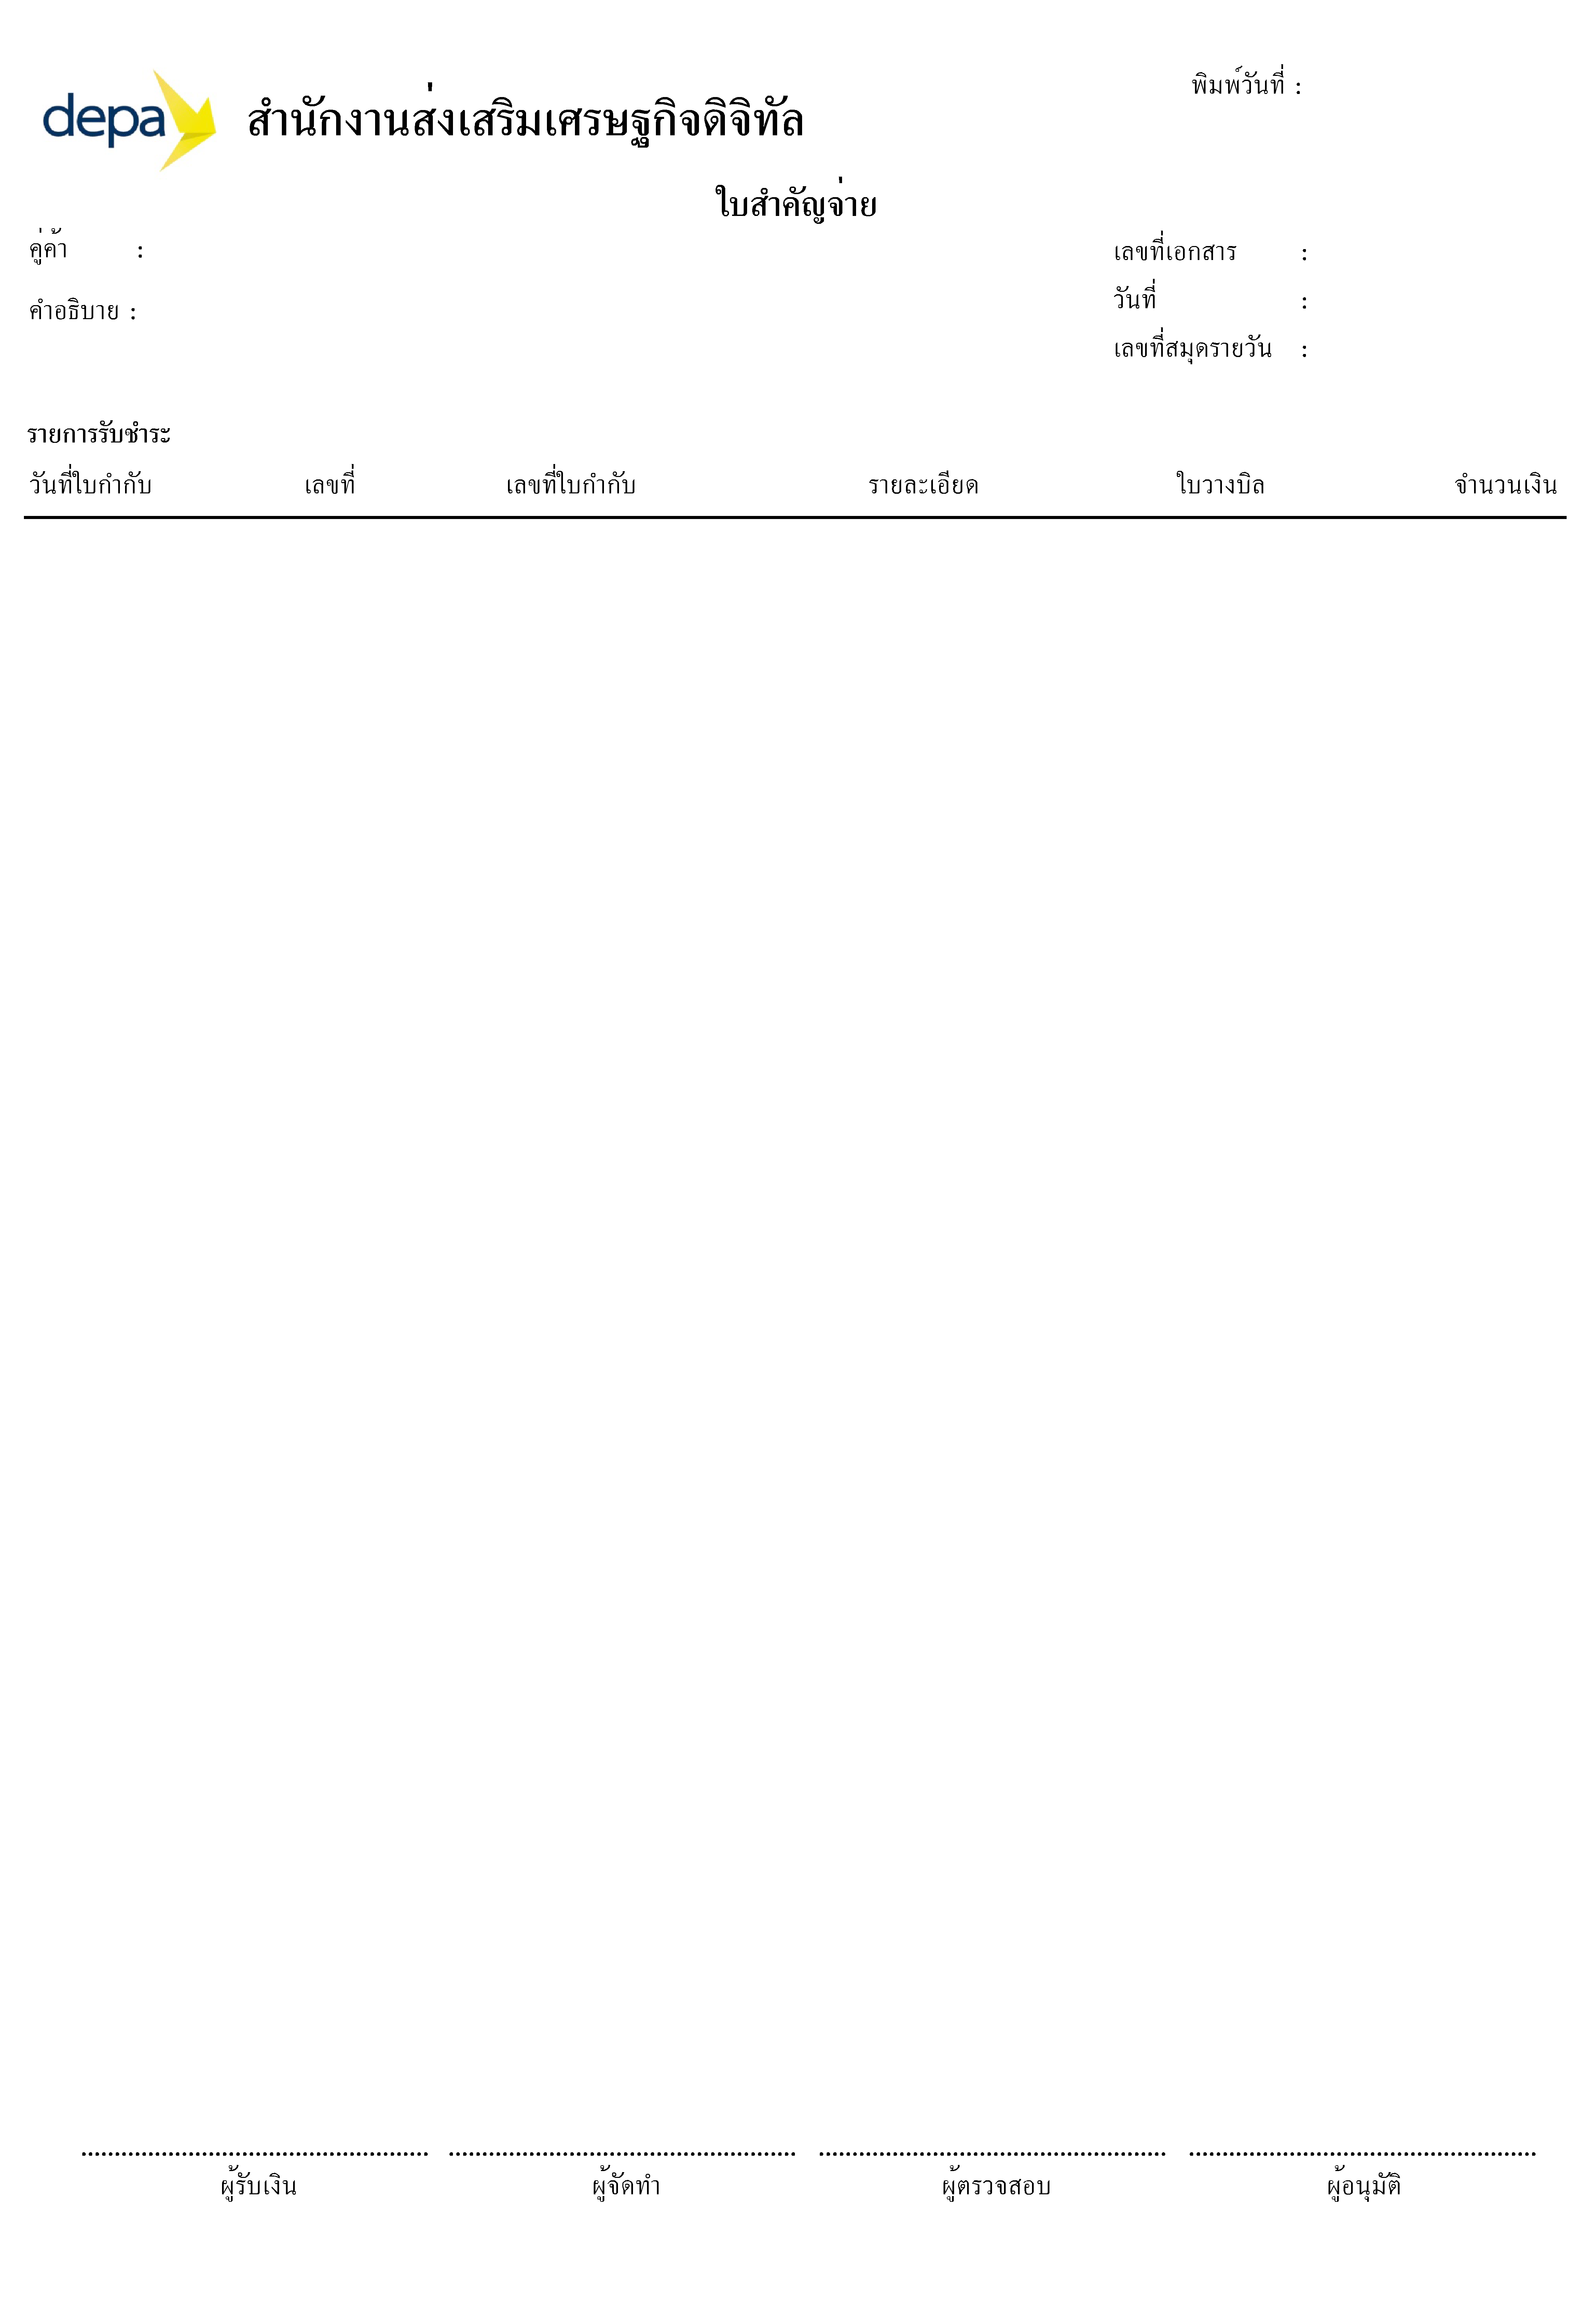 depa
สำนักงานส่งเสริมเศรษฐกิจดิจิทัล
พิมพ์วันที่ :
ใบสำคัญจ่าย
คู่ค้า :
เลขที่เอกสาร :
คำอธิบาย :
วันที่ :
เลขที่สมุดรายวัน :
รายการรับชำระ
วันที่ใบกำกับ เลขที่ เลขที่ใบกำกับ รายละเอียด ใบวางบิล จำนวนเงิน
ผู้รับเงิน ผู้จัดทำ ผู้ตรวจสอบ ผู้อนุมัติ